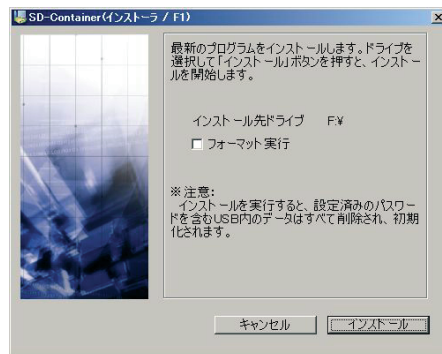 SD-Container(インストーラ / F1)
最新のプログラムをインストールします。ドライブを
選択して「インストール」ボタンを押すと、インストー
ルを開始します。
インストール先ドライブ F:¥
フォーマット実行
※注意:
インストールを実行すると、設定済みのパスワー
ドを含むUSB内のデータはすべて削除され、初期
化されます。
キャンセル インストール